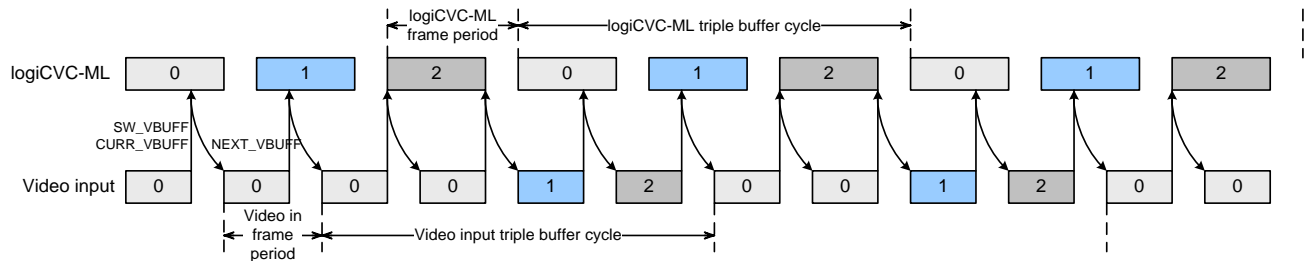 logiCVC-ML
frame period
logiCVC-ML triple buffer cycle
logiCVC-ML
0
1
2
0
1
2
0
1
2
SW_VBUFF
CURR_VBUFF
NEXT_VBUFF
Video input
0
0
0
0
1
2
0
0
1
2
0
0
Video in
frame
period
Video input triple buffer cycle